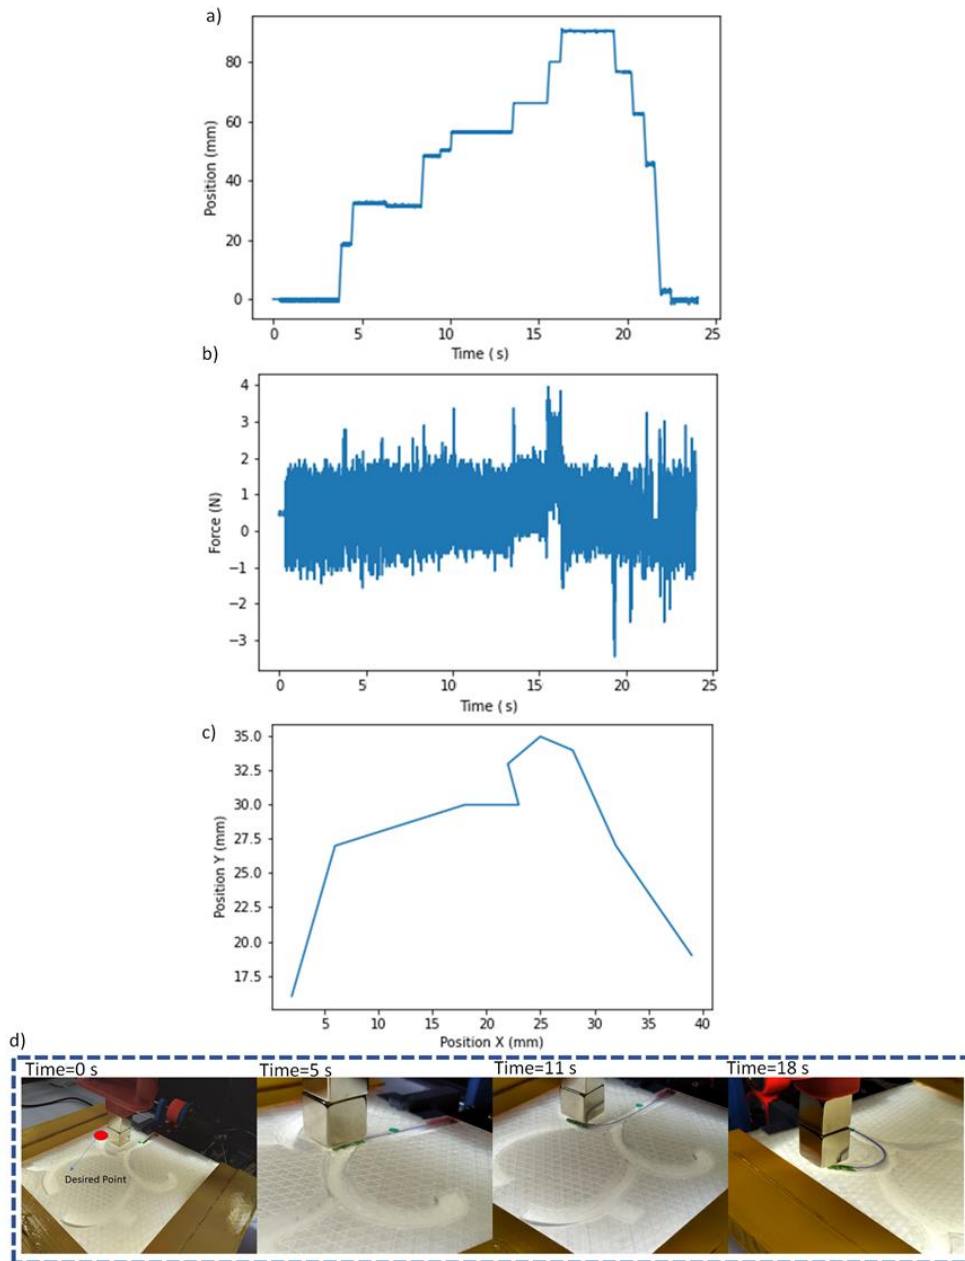 a)
80
60
40
20
0
Position (mm)
0 5 10 15 20 25
Time ( s)
b)
4
3
2
1
0
−1
−2
−3
Force (N)
0 5 10 15 20 25
Time ( s)
c)
35.0
32.5
30.0
27.5
25.0
22.5
20.0
17.5
Position Y (mm)
5 10 15 20 25 30 35 40
Position X (mm)
d)
Time=0 s Time=5 s Time=11 s Time=18 s
Desired Point